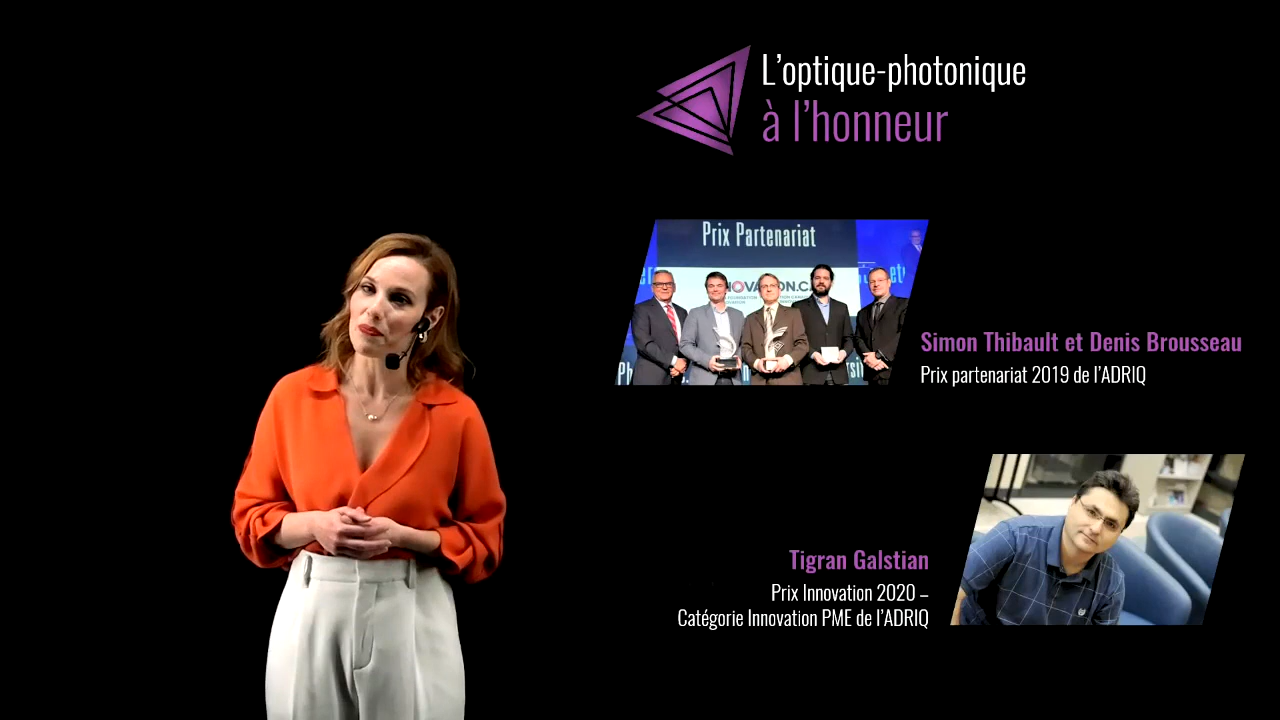 L'optique-photonique
à l'honneur
Prix Partenariat
Simon Thibault et Denis Brousseau
Prix partenariat 2019 de l'ADRIQ
Tigran Galstian
Prix Innovation 2020 –
Catégorie Innovation PME de l'ADRIQ